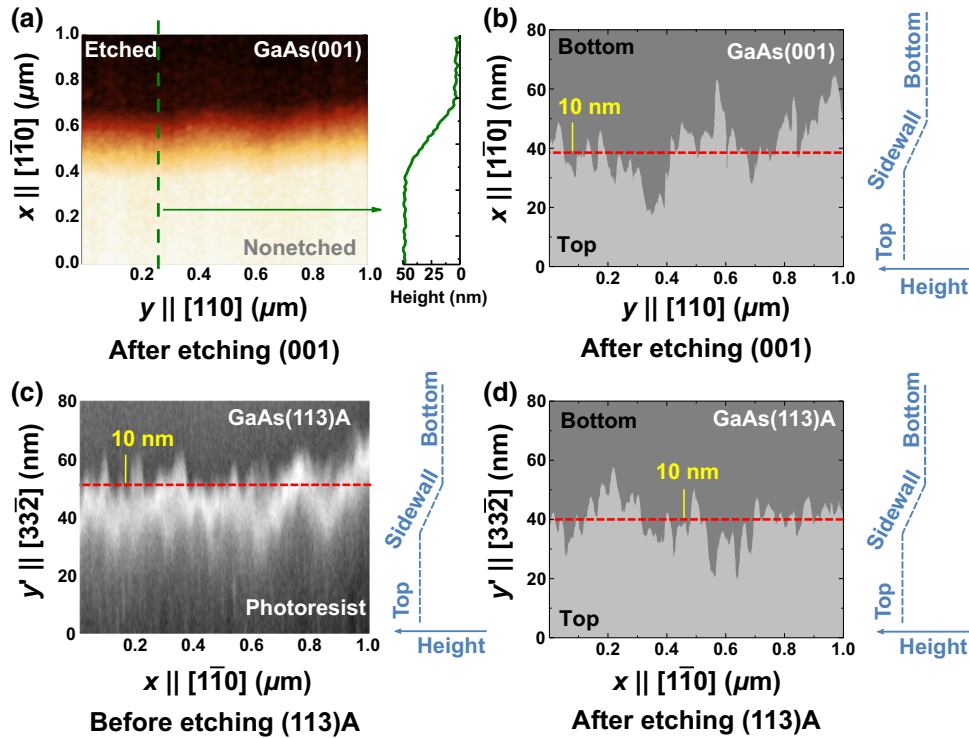 (a)
1.0
0.8
0.6
0.4
0.2
0.0
x || [11̅0] (μm)
Etched
GaAs(001)
Nonetched
0.2
0.4
0.6
0.8
1.0
y || [110] (μm)
50
25
0
Height (nm)
After etching (001)
(b)
80
60
40
20
0
x || [11̅0] (nm)
Bottom
GaAs(001)
10 nm
Top
0.0
0.2
0.4
0.6
0.8
1.0
y || [110] (μm)
After etching (001)
Bottom
Sidewall
Top
Height
(c)
80
60
40
20
0
y' || [332̅] (nm)
GaAs(113)A
10 nm
Photoresist
0.2
0.4
0.6
0.8
1.0
x || [11̅0] (μm)
Before etching (113)A
Bottom
Sidewall
Top
Height
(d)
80
60
40
20
0
y' || [332̅] (nm)
Bottom
GaAs(113)A
10 nm
Top
0.0
0.2
0.4
0.6
0.8
1.0
x || [11̅0] (μm)
After etching (113)A
Bottom
Sidewall
Top
Height